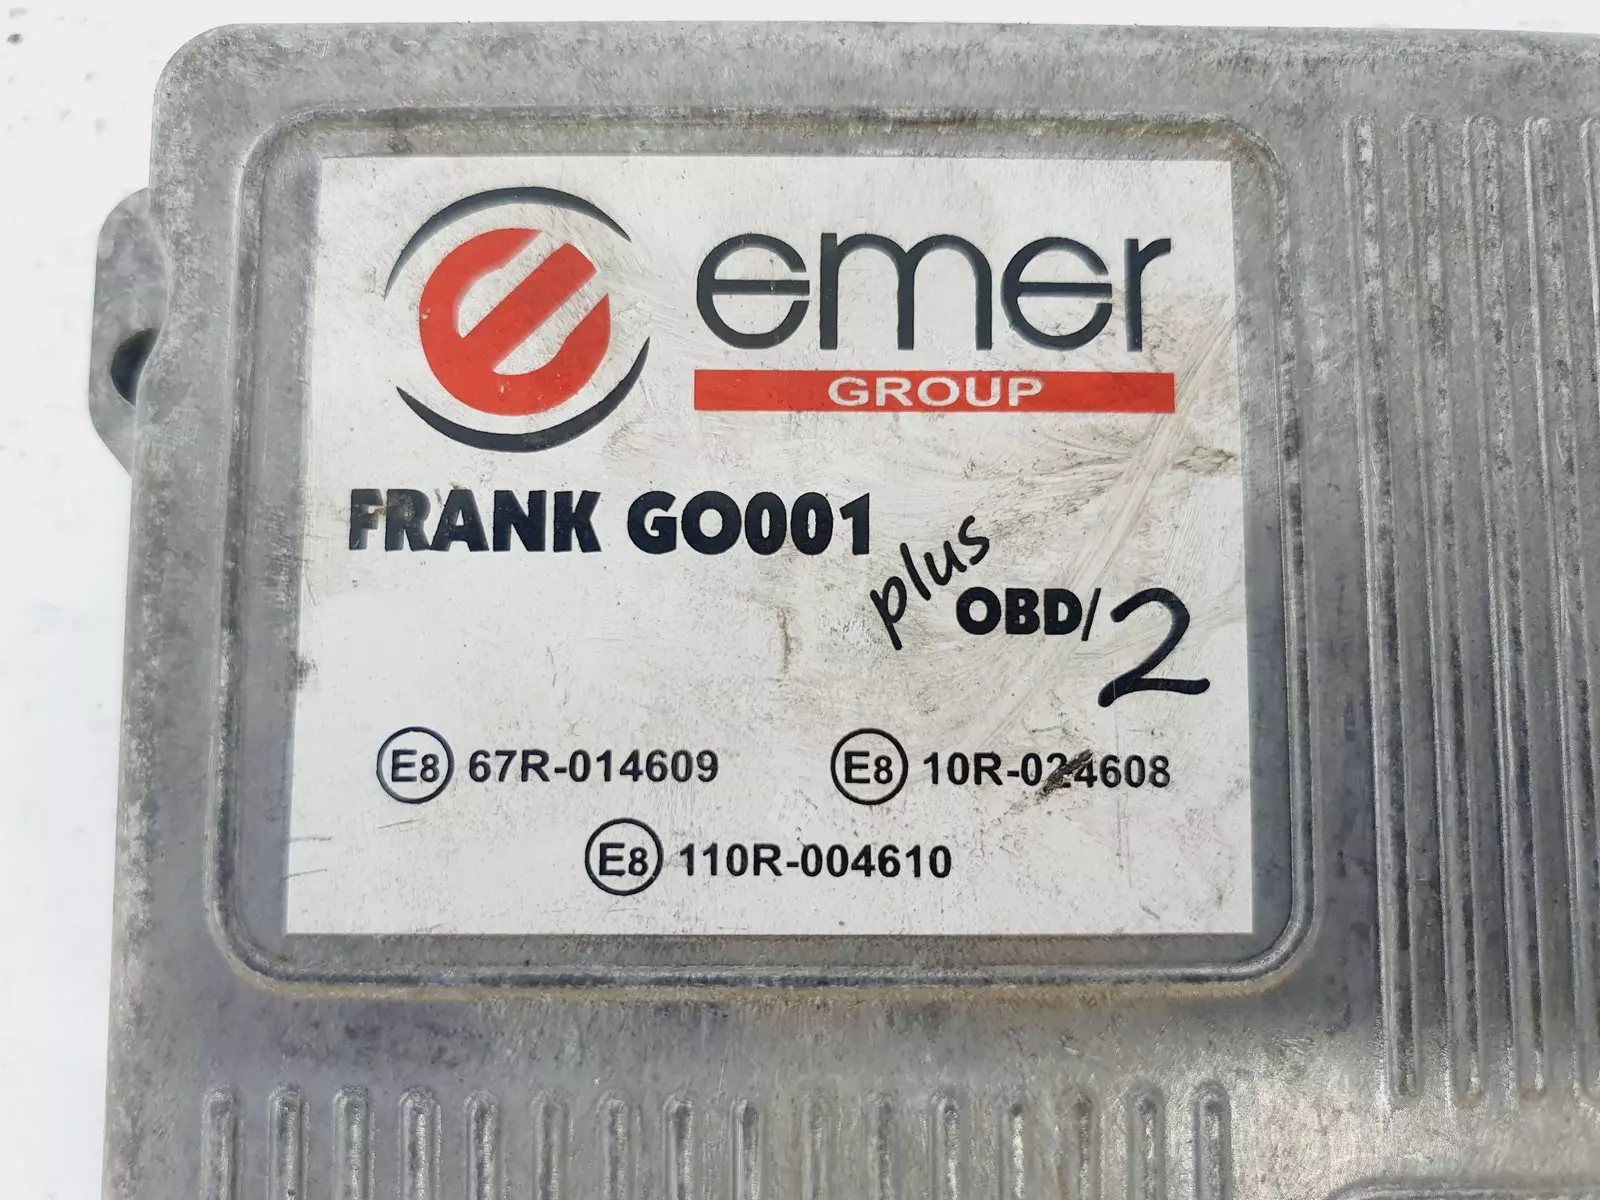 emer
GROUP
FRANK GO001
plus
OBD/2
E8 67R-014609
E8 10R-024608
E8 110R-004610